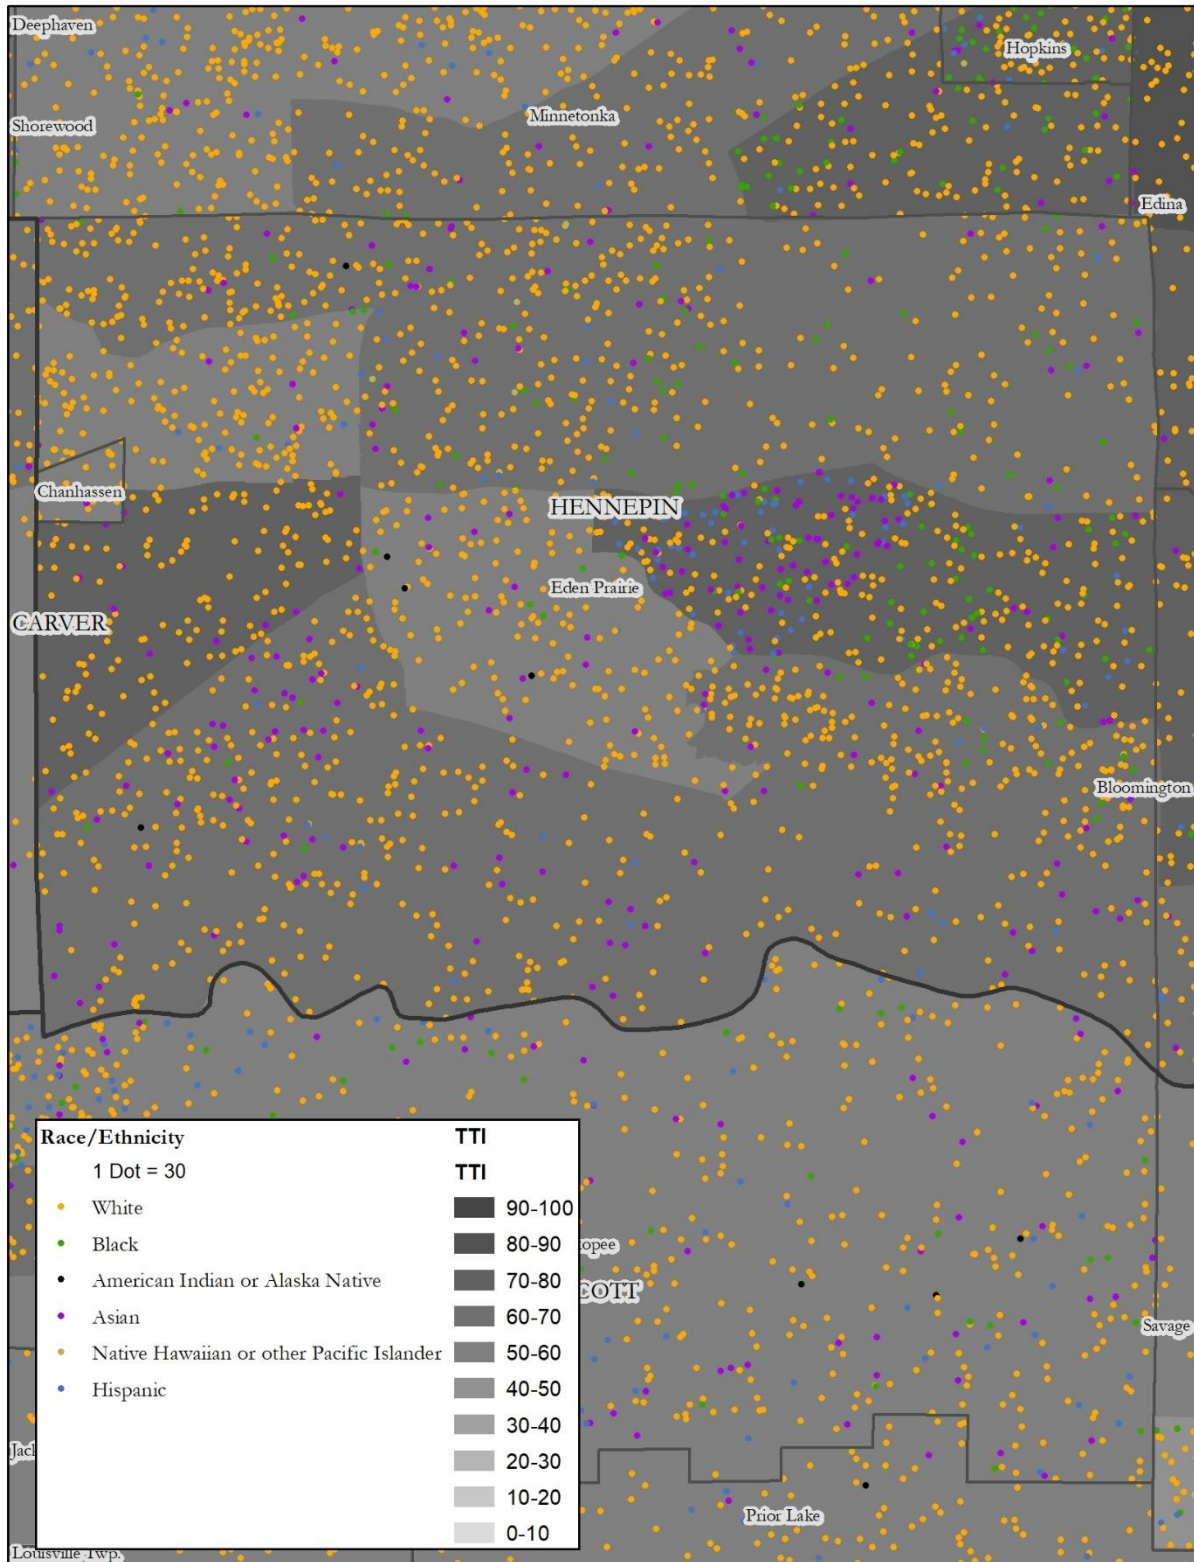 Deephaven
Hopkins
Minnetonka
Shorewood
Edina
Chanhassen
HENNEPIN
Eden Prairie
CARVER
Bloomington
Race/Ethnicity
1 Dot = 30
White
Black
American Indian or Alaska Native
Asian
Native Hawaiian or other Pacific Islander
Hispanic
TTI
TTI
90-100
80-90
70-80
60-70
50-60
40-50
30-40
20-30
10-20
0-10
opee
COTT
Savage
Jack
Prior Lake
Louisville Twp.